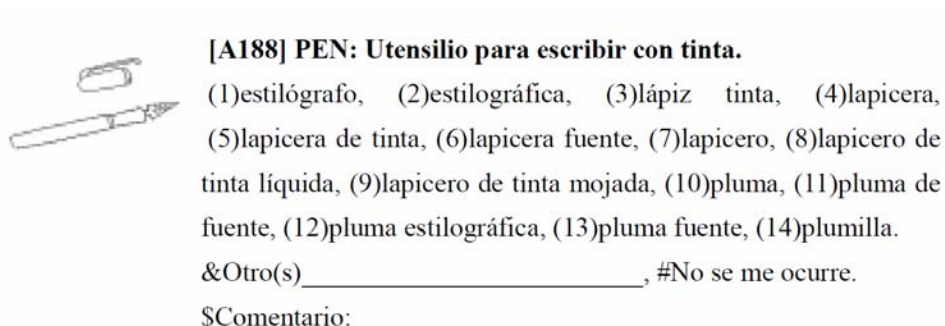 [A188] PEN: Utensilio para escribir con tinta.
(1)estilógrafo, (2)estilográfica, (3)lápiz tinta, (4)lapicera,
(5)lapicera de tinta, (6)lapicera fuente, (7)lapicero, (8)lapicero de
tinta líquida, (9)lapicero de tinta mojada, (10)pluma, (11)pluma de
fuente, (12)pluma estilográfica, (13)pluma fuente, (14)plumilla.
&Otro(s)____________________________, #No se me ocurre.
$Comentario: